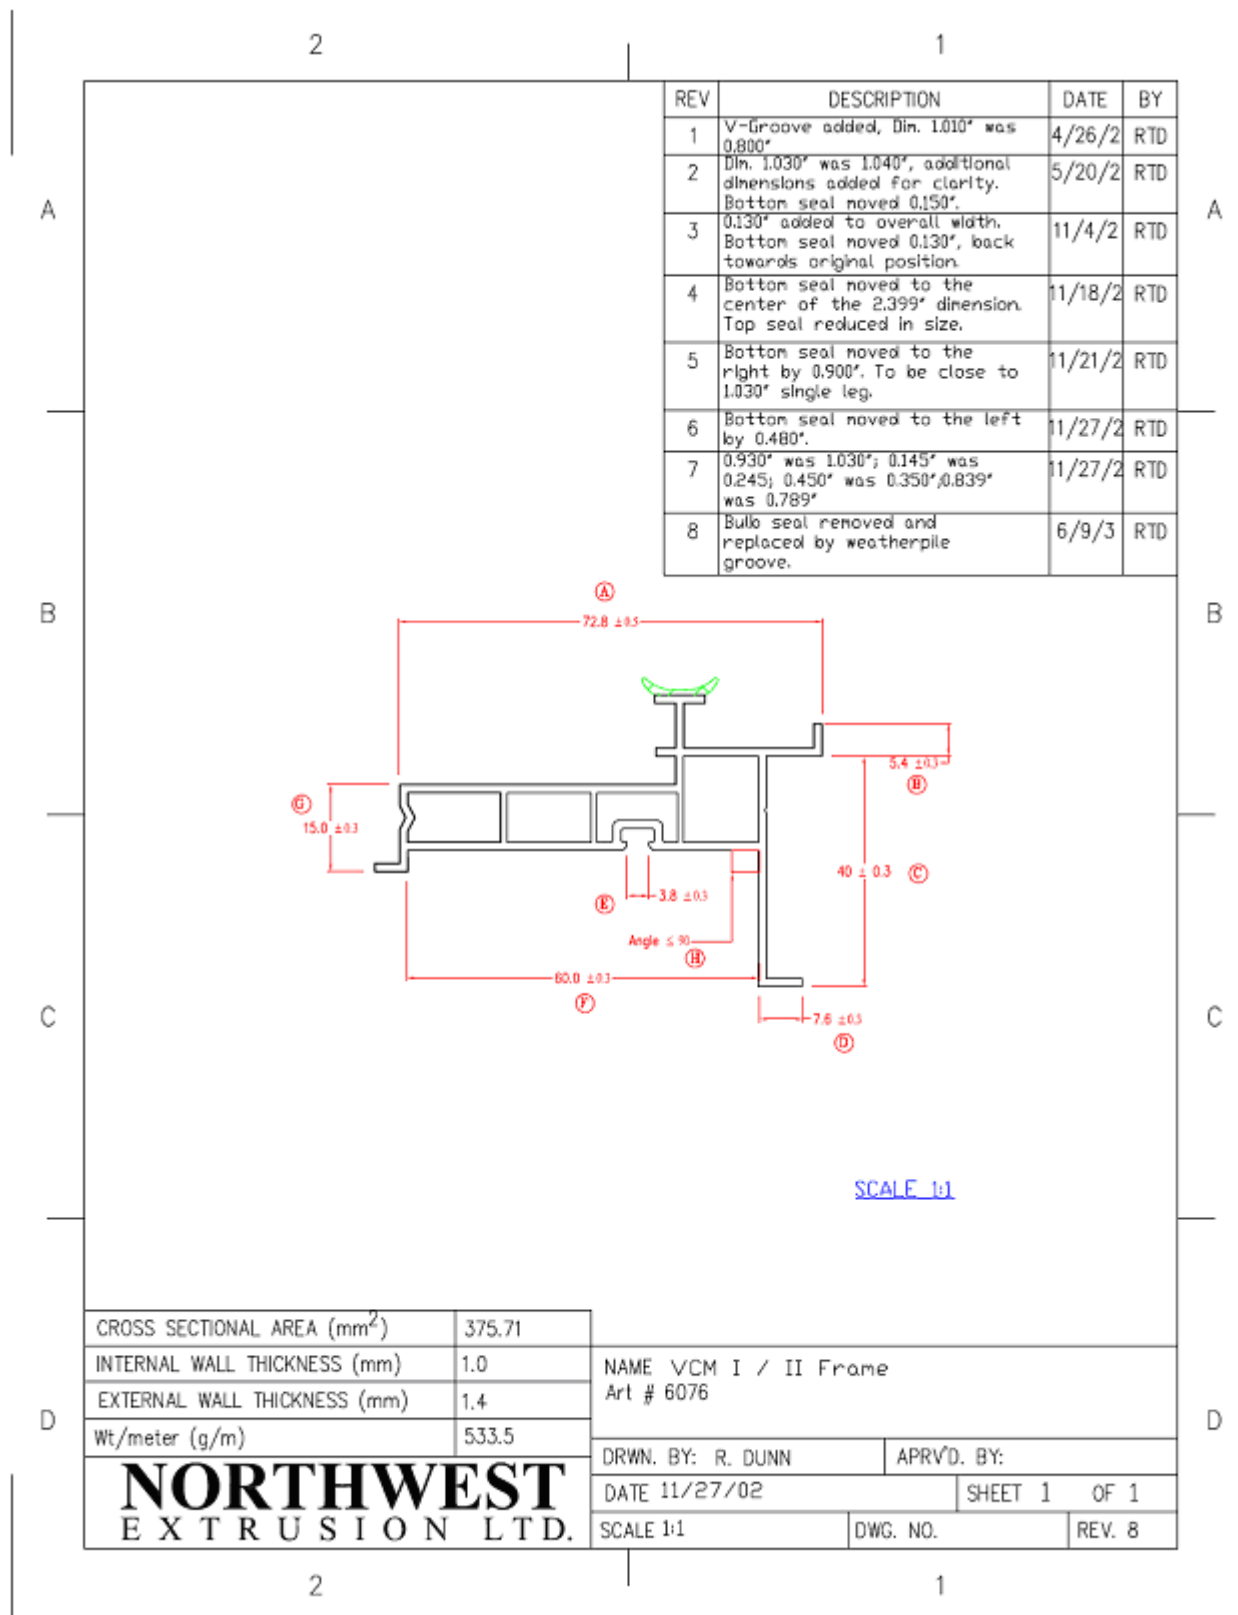 2 1
REV DESCRIPTION DATE BY
1 V-Groove added, Dim. 1.010" was 4/26/2 RTD
0.800"
2 Dim. 1.030" was 1.040", additional 5/20/2 RTD
dimensions added for clarity.
Bottom seal moved 0.150".
3 0.130" added to overall width. 11/4/2 RTD
Bottom seal moved 0.130", back
towards original position.
4 Bottom seal moved to the 11/18/2 RTD
center of the 2.399" dimension.
Top seal reduced in size.
5 Bottom seal moved to the 11/21/2 RTD
right by 0.900". To be close to
1.030" single leg.
6 Bottom seal moved to the left 11/27/2 RTD
by 0.480".
7 0.930" was 1.030"; 0.145" was 11/27/2 RTD
0.245; 0.450" was 0.350";0.839"
was 0.789"
8 Bulb seal removed and 6/9/3 RTD
replaced by weatherpile
groove.
A A
B B
C C
D D
A
72.8 ±0.5
5.4 ±0.3
B
G
15.0 ±0.3
40 ± 0.3 C
3.8 ±0.3
E
Angle ≤ 90
H
60.0 ±0.3
F
7.6 ±0.3
D
SCALE 1:1
CROSS SECTIONAL AREA (mm2) 375.71
INTERNAL WALL THICKNESS (mm) 1.0
EXTERNAL WALL THICKNESS (mm) 1.4
Wt/meter (g/m) 533.5
NORTHWEST
EXTRUSION LTD.
NAME VCM I / II Frame
Art # 6076
DRWN. BY: R. DUNN APRV'D. BY:
DATE 11/27/02 SHEET 1 OF 1
SCALE 1:1 DWG. NO. REV. 8
2 1